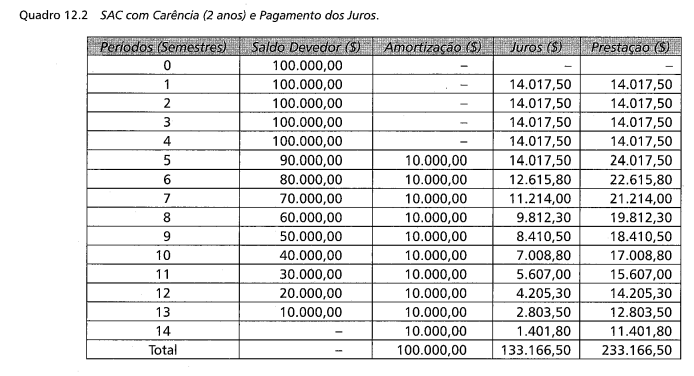 Quadro 12.2 SAC com Carência (2 anos) e Pagamento dos Juros.
Períodos (Semestres) Saldo Devedor ($) Amortização ($) Juros ($) Prestação ($)
0 100.000,00 – – –
1 100.000,00 – 14.017,50 14.017,50
2 100.000,00 – 14.017,50 14.017,50
3 100.000,00 – 14.017,50 14.017,50
4 100.000,00 – 14.017,50 14.017,50
5 90.000,00 10.000,00 14.017,50 24.017,50
6 80.000,00 10.000,00 12.615,80 22.615,80
7 70.000,00 10.000,00 11.214,00 21.214,00
8 60.000,00 10.000,00 9.812,30 19.812,30
9 50.000,00 10.000,00 8.410,50 18.410,50
10 40.000,00 10.000,00 7.008,80 17.008,80
11 30.000,00 10.000,00 5.607,00 15.607,00
12 20.000,00 10.000,00 4.205,30 14.205,30
13 10.000,00 10.000,00 2.803,50 12.803,50
14 – 10.000,00 1.401,80 11.401,80
Total – 100.000,00 133.166,50 233.166,50